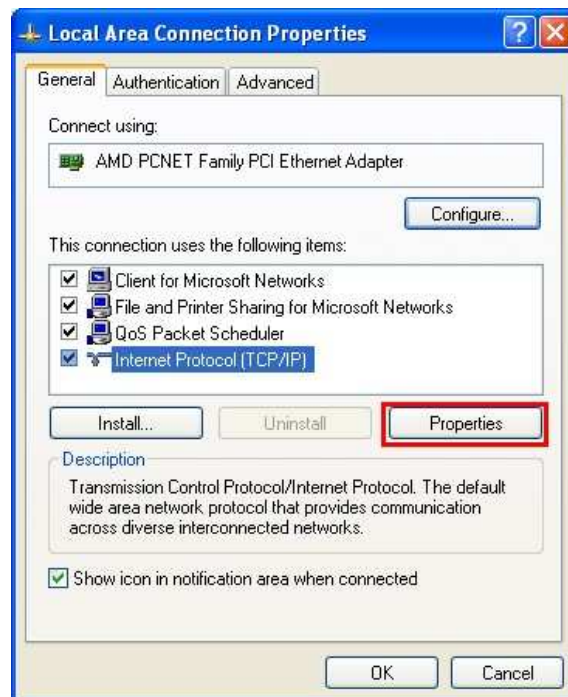 Local Area Connection Properties
General Authentication Advanced
Connect using:
AMD PCNET Family PCI Ethernet Adapter
Configure...
This connection uses the following items:
Client for Microsoft Networks
File and Printer Sharing for Microsoft Networks
QoS Packet Scheduler
Internet Protocol (TCP/IP)
Install... Uninstall Properties
Description
Transmission Control Protocol/Internet Protocol. The default
wide area network protocol that provides communication
across diverse interconnected networks.
Show icon in notification area when connected
OK Cancel